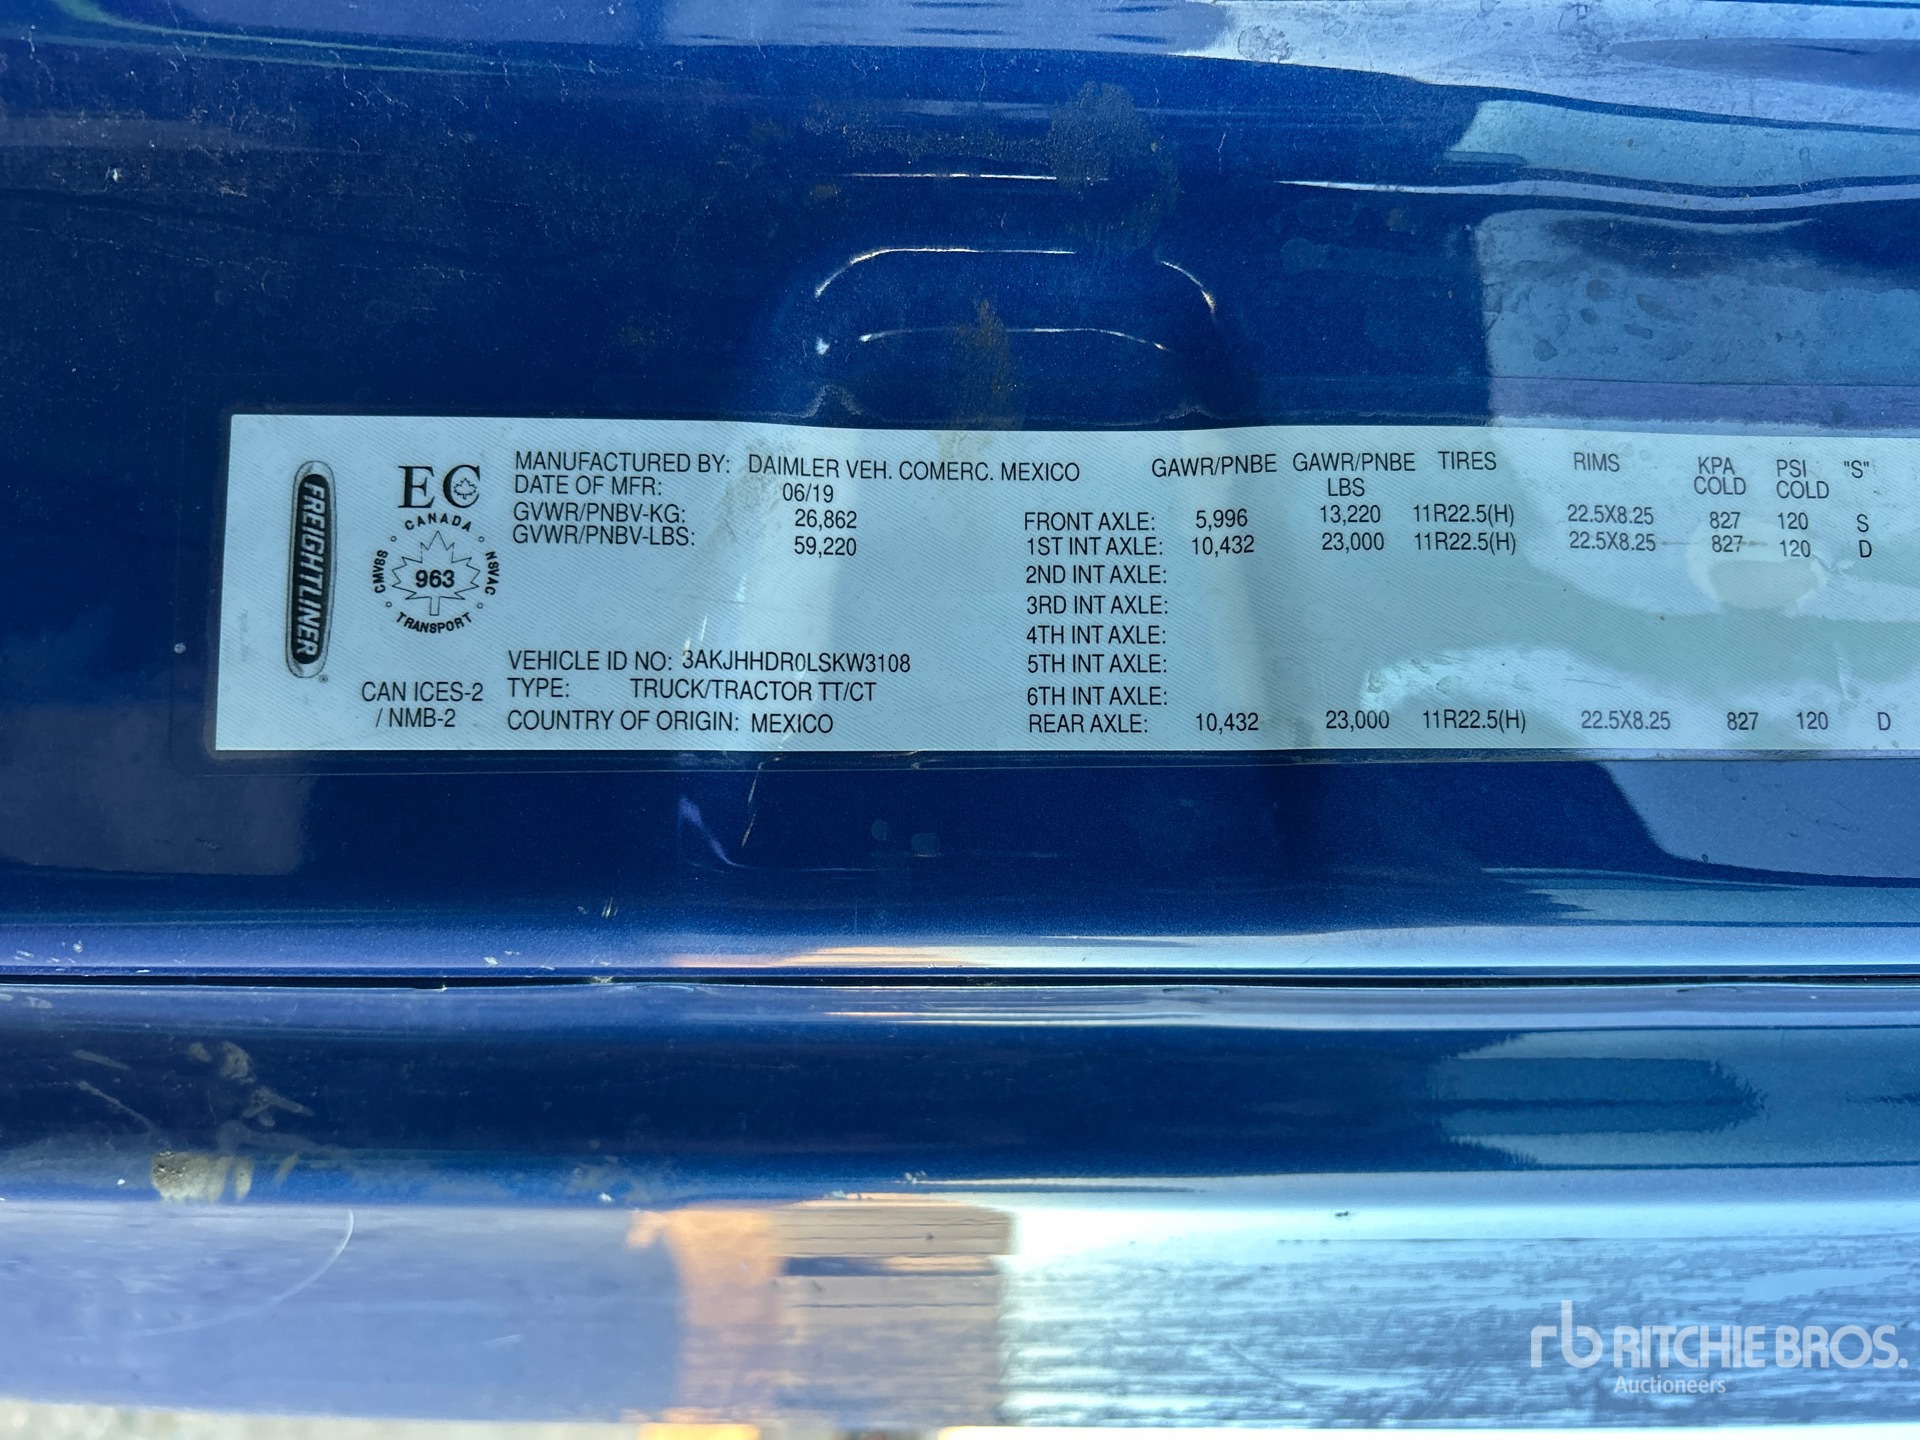 FREIGHTLINER
EC
CANADA
CMVSS
NSVAC
963
TRANSPORT
CAN ICES-2
/ NMB-2
MANUFACTURED BY: DAIMLER VEH. COMERC. MEXICO
DATE OF MFR: 06/19
GVWR/PNBV-KG: 26,862
GVWR/PNBV-LBS: 59,220
VEHICLE ID NO: 3AKJHHDR0LSKW3108
TYPE: TRUCK/TRACTOR TT/CT
COUNTRY OF ORIGIN: MEXICO
GAWR/PNBE GAWR/PNBE TIRES RIMS KPA PSI "S"
LBS COLD COLD
FRONT AXLE: 5,996 13,220 11R22.5(H) 22.5X8.25 827 120 S
1ST INT AXLE: 10,432 23,000 11R22.5(H) 22.5X8.25 827 120 D
2ND INT AXLE:
3RD INT AXLE:
4TH INT AXLE:
5TH INT AXLE:
6TH INT AXLE:
REAR AXLE: 10,432 23,000 11R22.5(H) 22.5X8.25 827 120 D
rb RITCHIE BROS.
Auctioneers